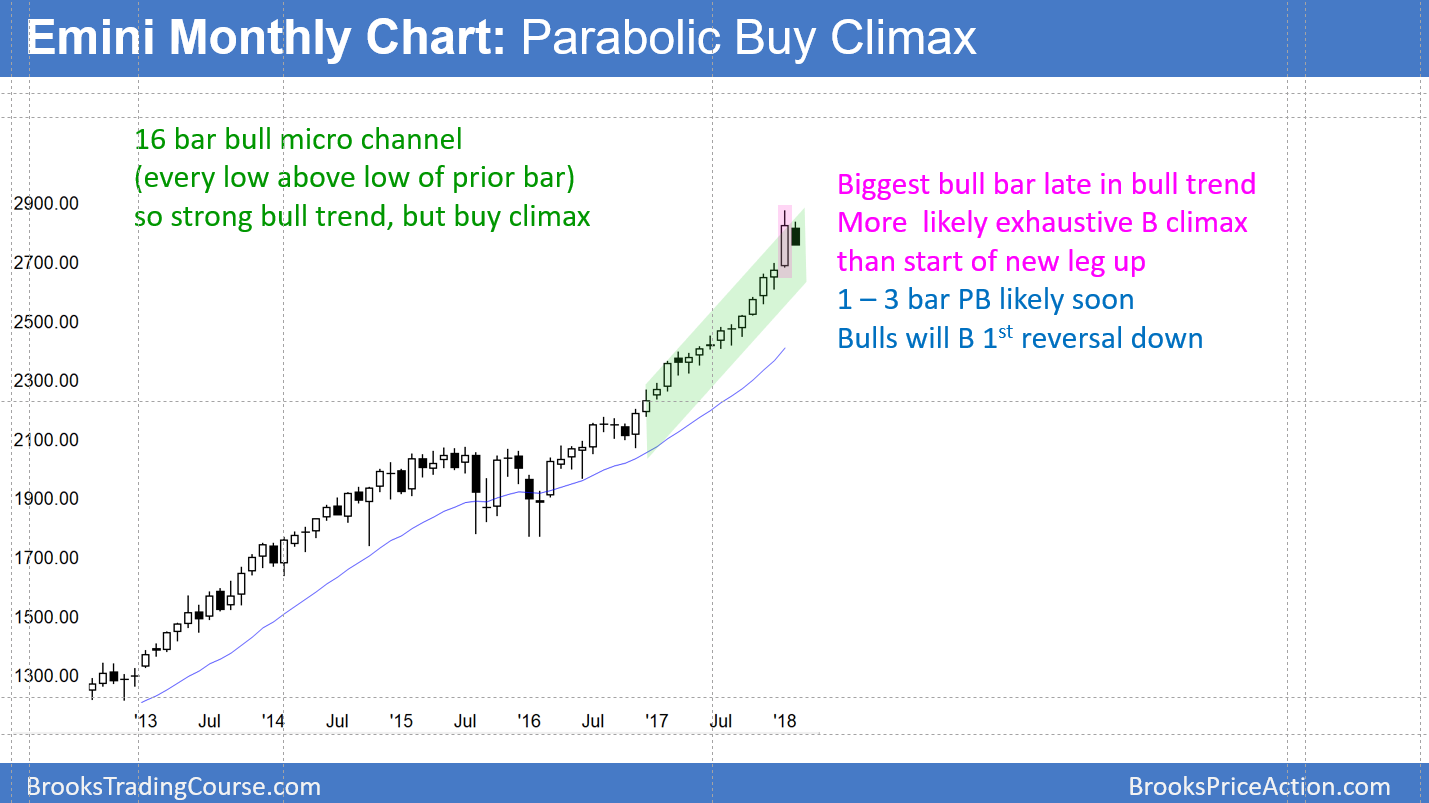 Emini Monthly Chart: Parabolic Buy Climax
16 bar bull micro channel
(every low above low of prior bar)
so strong bull trend, but buy climax
Biggest bull bar late in bull trend
More likely exhaustive B climax
than start of new leg up
1 – 3 bar PB likely soon
Bulls will B 1st reversal down
2900.00
2700.00
2500.00
2300.00
2100.00
1900.00
1700.00
1500.00
1300.00
'13 Jul '14 Jul '15 Jul '16 Jul '17 Jul '18
BrooksTradingCourse.com
BrooksPriceAction.com